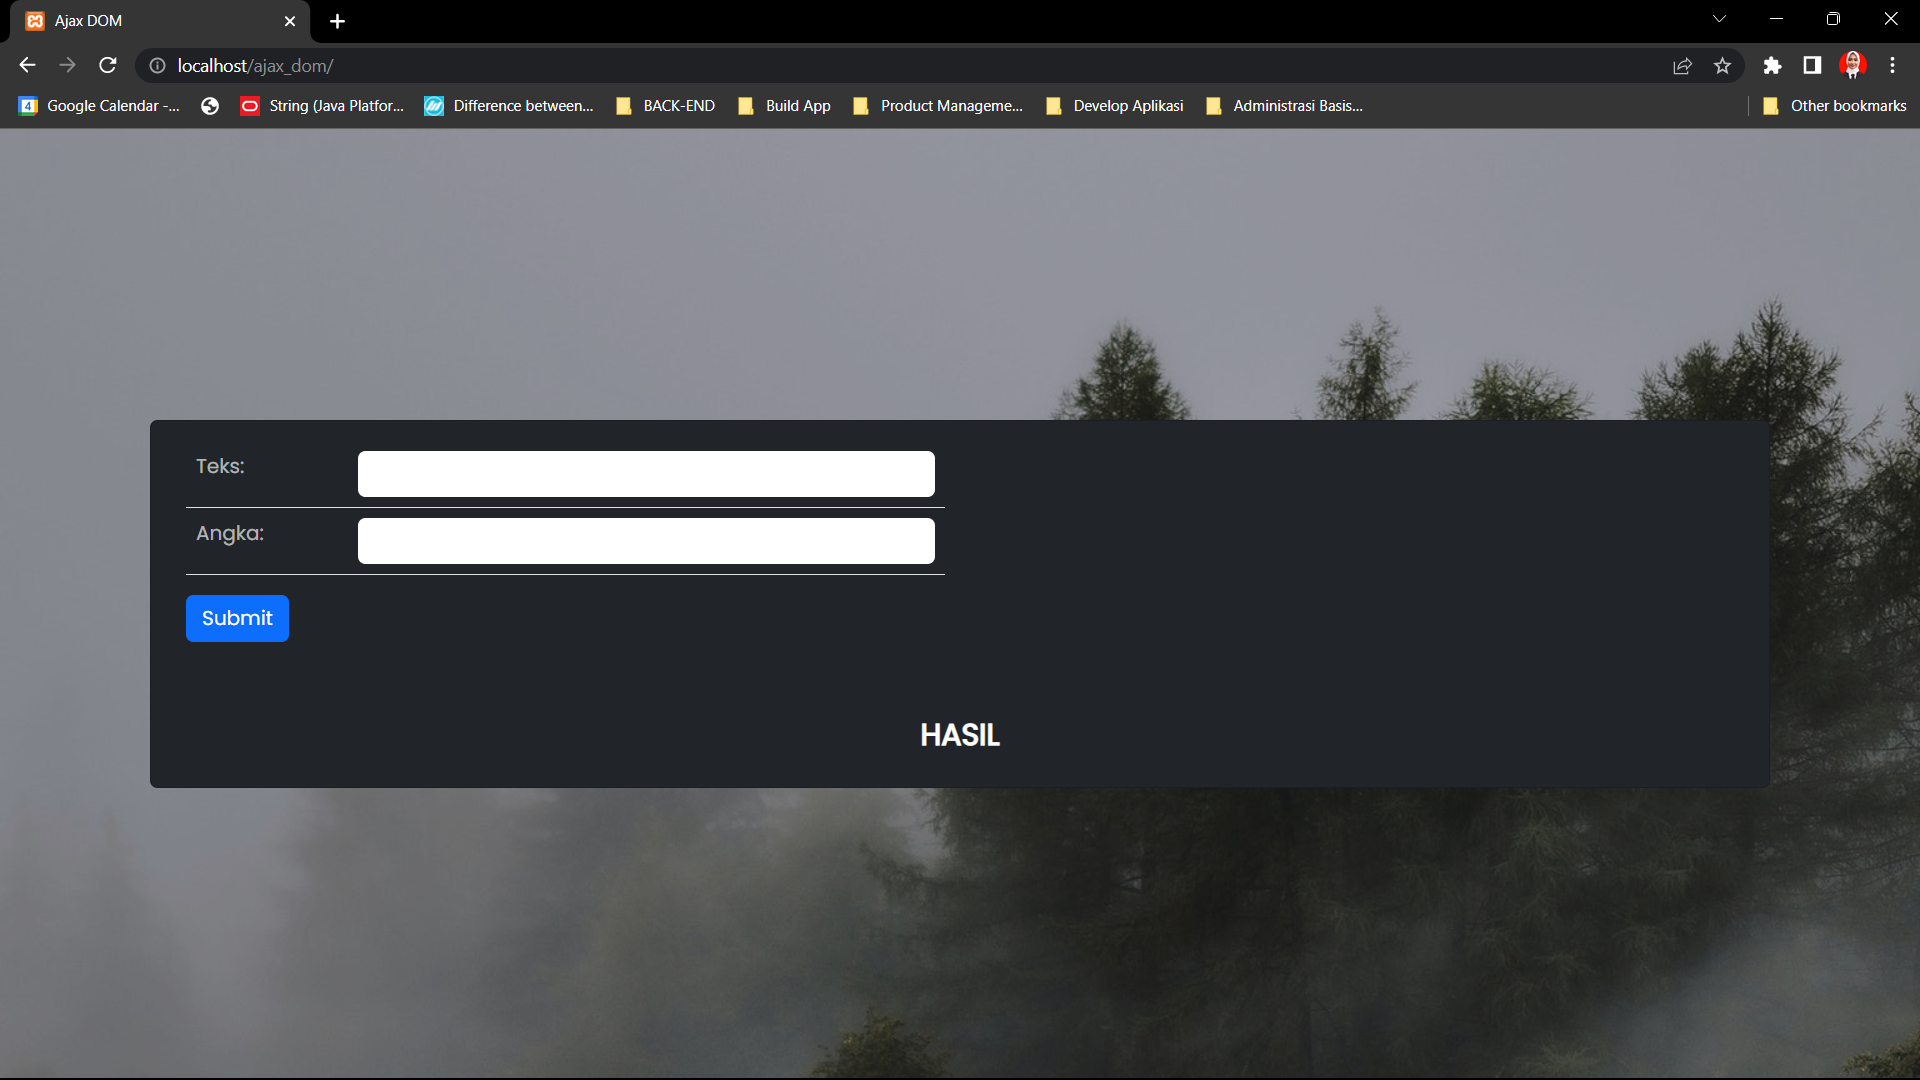 Ajax DOM
localhost/ajax_dom/
4 Google Calendar -... String (Java Platfor... Difference between... BACK-END Build App Product Manageme... Develop Aplikasi Administrasi Basis... Other bookmarks
Teks:
Angka:
Submit
HASIL